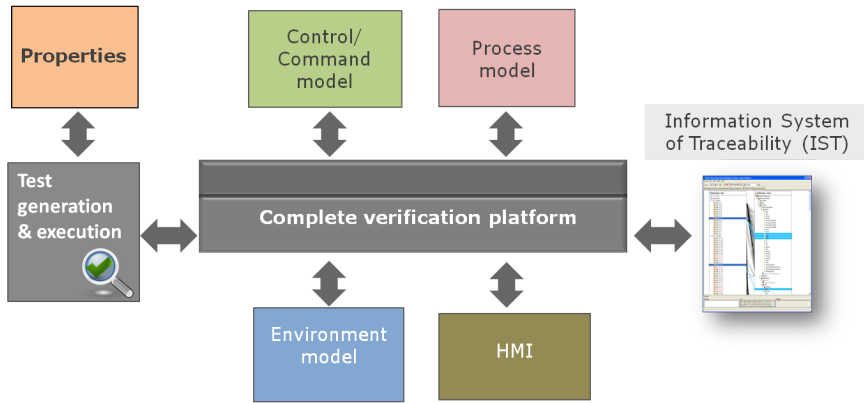 Properties
Control/
Command
model
Process
model
Information System
of Traceability (IST)
Test
generation
& execution
Complete verification platform
Environment
model
HMI